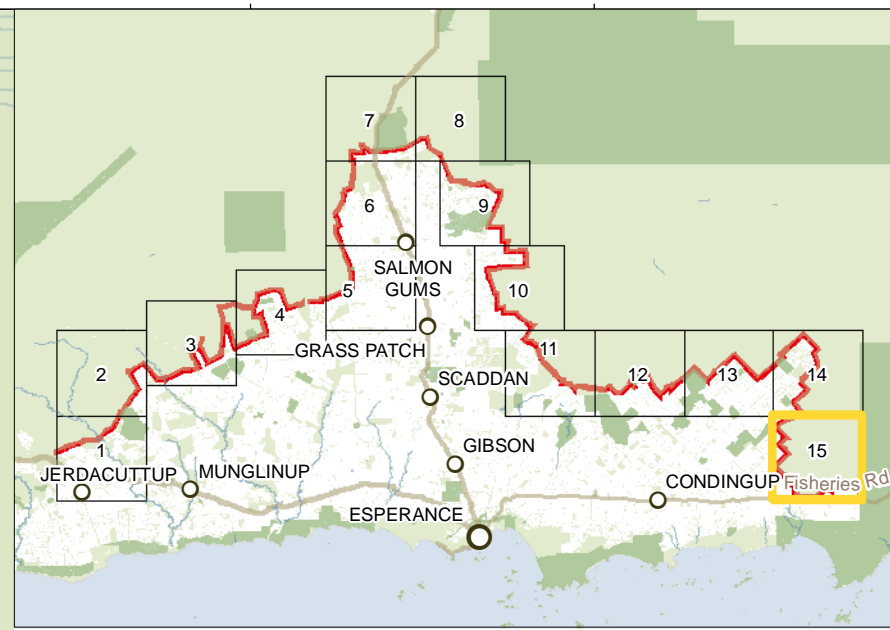 7
8
6
9
SALMON
GUMS
5
10
4
3
GRASS PATCH
11
2
12
13
14
SCADDAN
1
GIBSON
15
JERDACUTTUP
MUNGLINUP
CONDINGUP
Fisheries Rd
ESPERANCE